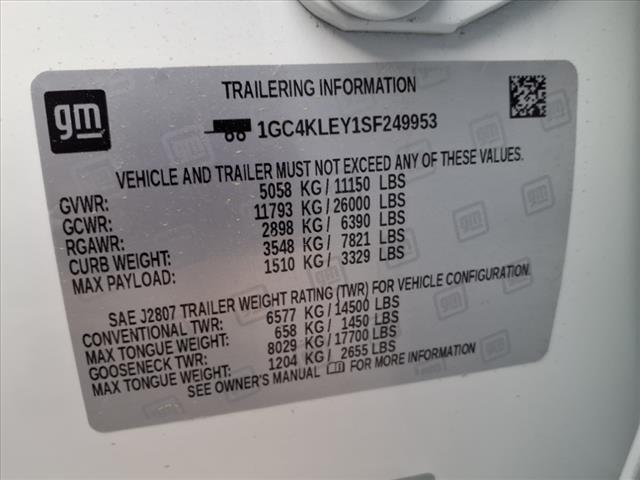 gm
TRAILERING INFORMATION
1GC4KLEY1SF249953
VEHICLE AND TRAILER MUST NOT EXCEED ANY OF THESE VALUES.
GVWR: 5058 KG/11150 LBS
GCWR: 11793 KG/26000 LBS
RGAWR: 2898 KG/ 6390 LBS
CURB WEIGHT: 3548 KG/ 7821 LBS
MAX PAYLOAD: 1510 KG/ 3329 LBS
SAE J2807 TRAILER WEIGHT RATING (TWR) FOR VEHICLE CONFIGURATION.
CONVENTIONAL TWR: 6577 KG/14500 LBS
MAX TONGUE WEIGHT: 658 KG/ 1450 LBS
GOOSENECK TWR: 8029 KG/17700 LBS
MAX TONGUE WEIGHT: 1204 KG/ 2655 LBS
SEE OWNER'S MANUAL FOR MORE INFORMATION